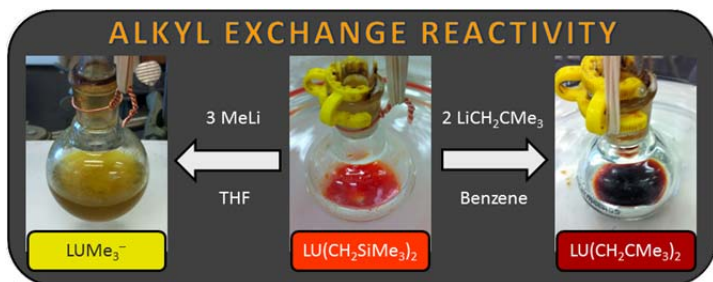 ALKYL EXCHANGE REACTIVITY
3 MeLi
THF
2 LiCH₂CMe₃
Benzene
LUMe₃⁻
LU(CH₂SiMe₃)₂
LU(CH₂CMe₃)₂